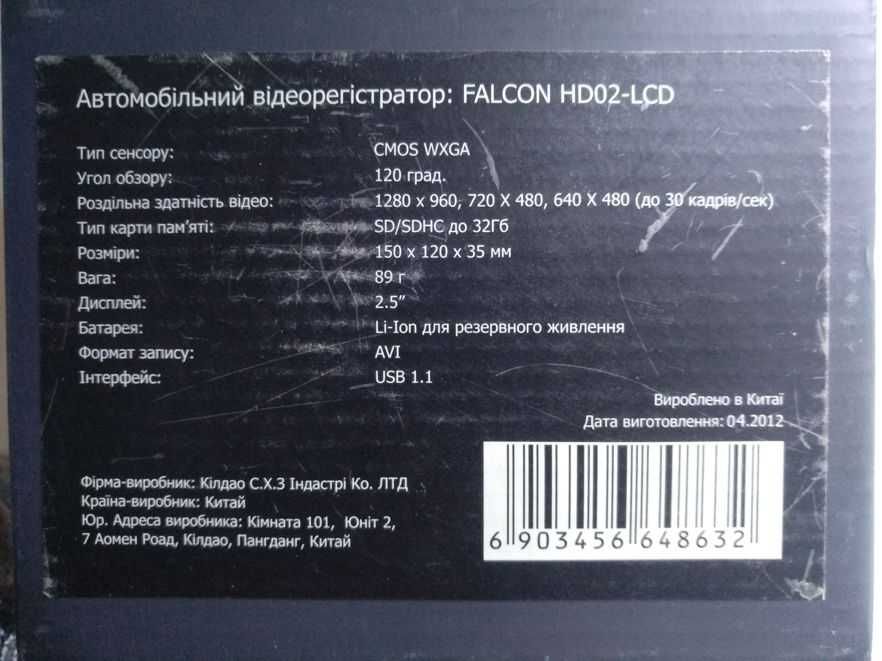 Автомобільний відеорегістратор: FALCON HD02-LCD
Тип сенсору: CMOS WXGA
Угол обзору: 120 град.
Роздільна здатність відео: 1280 x 960, 720 X 480, 640 X 480 (до 30 кадрів/сек)
Тип карти пам'яті: SD/SDHC до 32Гб
Розміри: 150 x 120 x 35 мм
Вага: 89 г
Дисплей: 2.5"
Батарея: Li-Ion для резервного живлення
Формат запису: AVI
Інтерфейс: USB 1.1
Вироблено в Китаї
Дата виготовлення: 04.2012
Фірма-виробник: Кілдао С.Х.З Індастрі Ко. ЛТД
Країна-виробник: Китай
Юр. Адреса виробника: Кімната 101, Юніт 2,
7 Аомен Роад, Кілдао, Пангданг, Китай
6 903456 648632